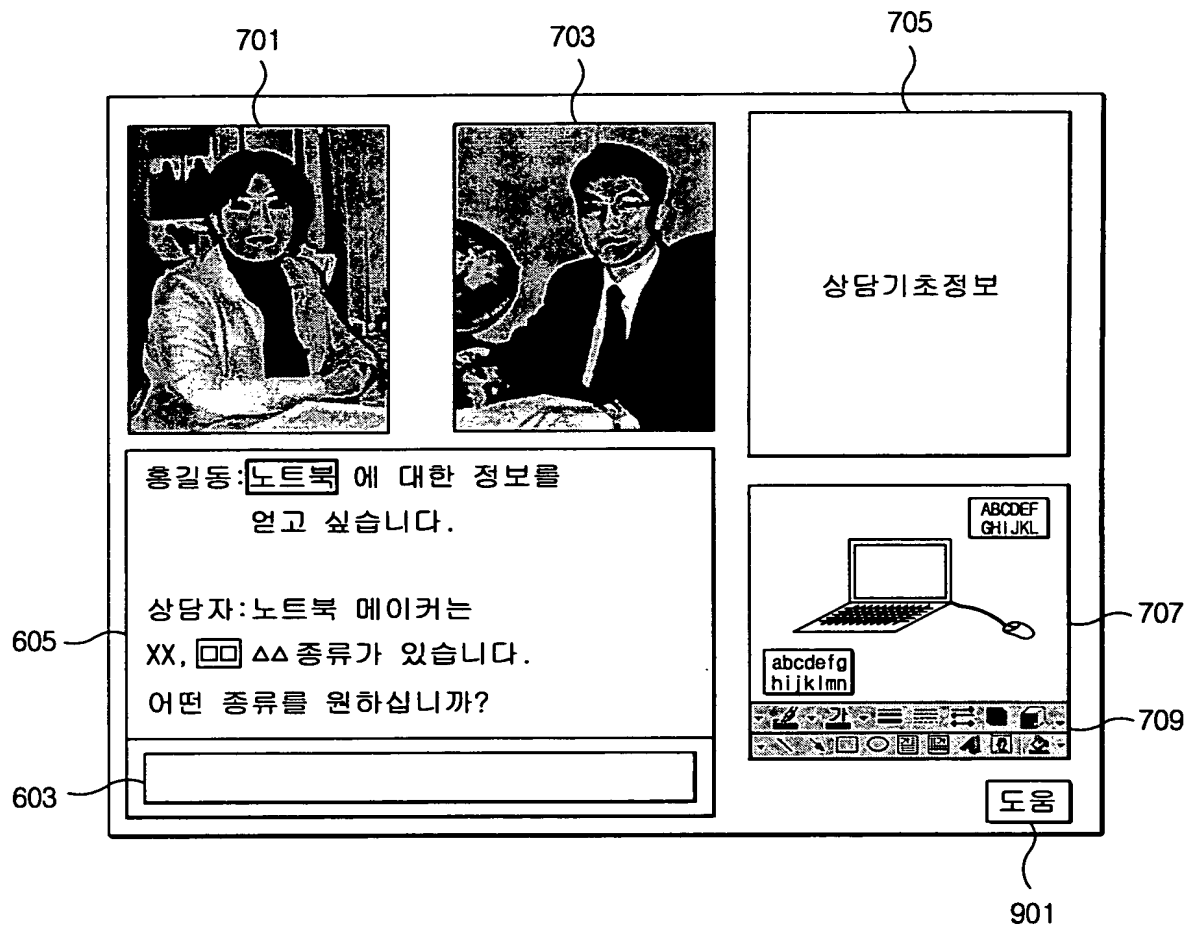 701
703
705
상담기초정보
홍길동:노트북 에 대한 정보를
얻고 싶습니다.
상담자:노트북 메이커는
XX, □□ △△종류가 있습니다.
어떤 종류를 원하십니까?
605
603
ABCDEF
GHIJKL
abcdefg
hijklmn
707
가
709
도움
901